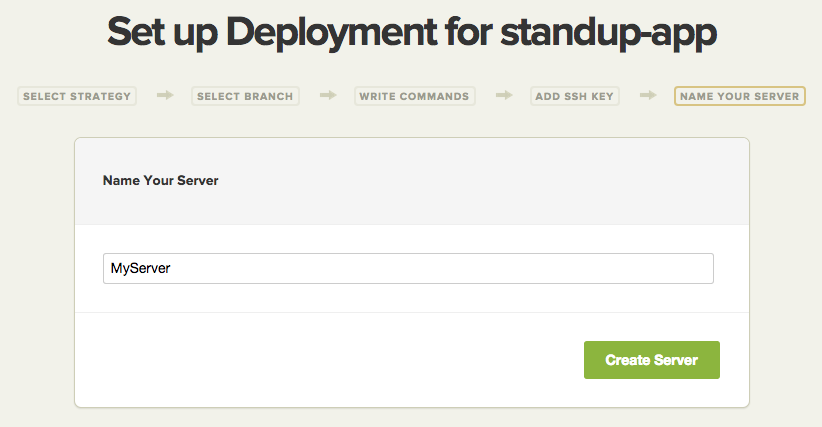 Set up Deployment for standup-app
SELECT STRATEGY SELECT BRANCH WRITE COMMANDS ADD SSH KEY NAME YOUR SERVER
Name Your Server
MyServer
Create Server